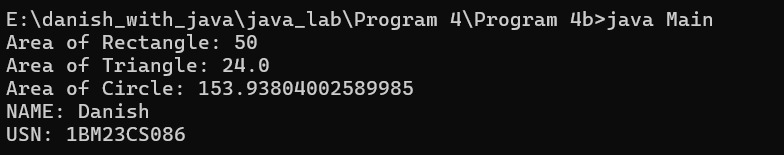 E:\danish_with_java\java_lab\Program 4\Program 4b>java Main
Area of Rectangle: 50
Area of Triangle: 24.0
Area of Circle: 153.93804002589985
NAME: Danish
USN: 1BM23CS086